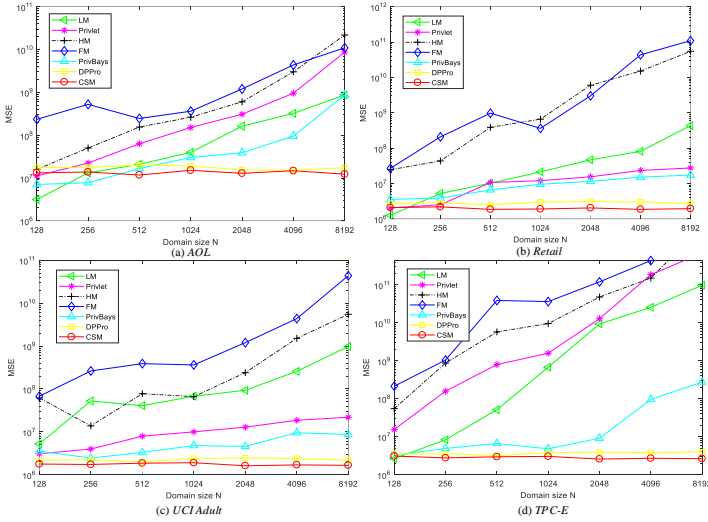 10^11
10^10
10^9
10^8
10^7
10^6
MSE
LM
Privlet
HM
FM
PrivBays
DPPro
CSM
128 256 512 1024 2048 4096 8192
Domain size N
(a) AOL
10^12
10^11
10^10
10^9
10^8
10^7
10^6
MSE
LM
Privlet
HM
FM
PrivBays
DPPro
CSM
128 256 512 1024 2048 4096 8192
Domain size N
(b) Retail
10^11
10^10
10^9
10^8
10^7
10^6
MSE
LM
Privlet
HM
FM
PrivBays
DPPro
CSM
128 256 512 1024 2048 4096 8192
Domain size N
(c) UCI Adult
10^11
10^10
10^9
10^8
10^7
10^6
MSE
LM
Privlet
HM
FM
PrivBays
DPPro
CSM
128 256 512 1024 2048 4096 8192
Domain size N
(d) TPC-E